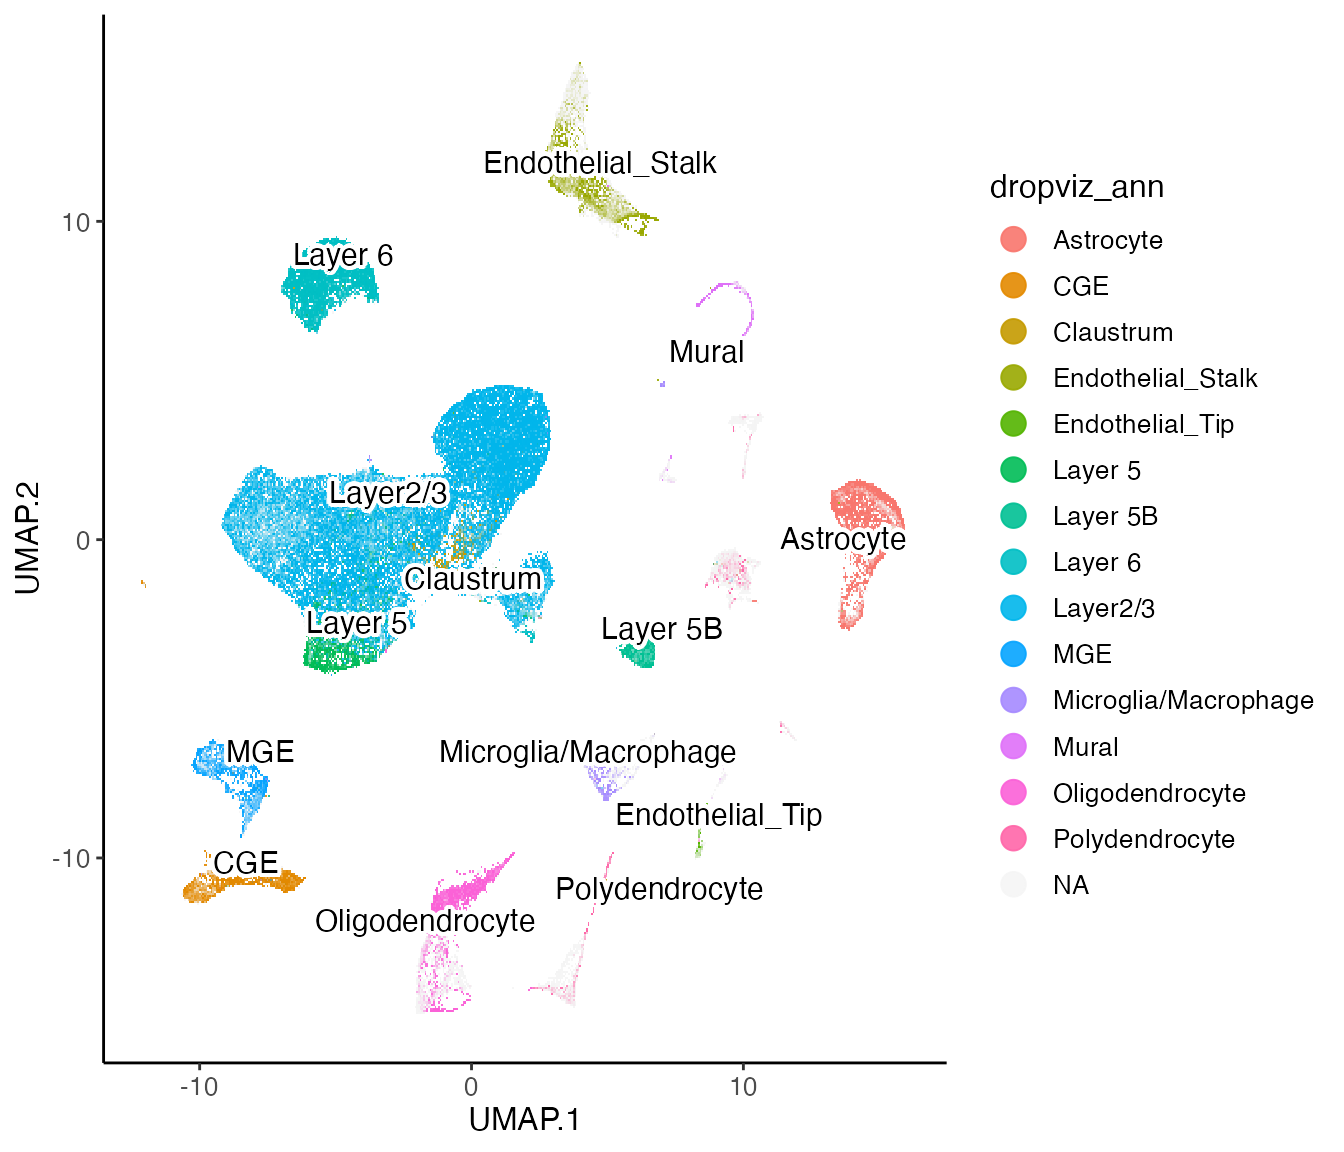 Endothelial_Stalk
Layer 6
Mural
Layer2/3
Astrocyte
Claustrum
Layer 5
Layer 5B
MGE
Microglia/Macrophage
Endothelial_Tip
CGE
Polydendrocyte
Oligodendrocyte
10
0
-10
UMAP.2
-10
0
10
UMAP.1
dropviz_ann
Astrocyte
CGE
Claustrum
Endothelial_Stalk
Endothelial_Tip
Layer 5
Layer 5B
Layer 6
Layer2/3
MGE
Microglia/Macrophage
Mural
Oligodendrocyte
Polydendrocyte
NA